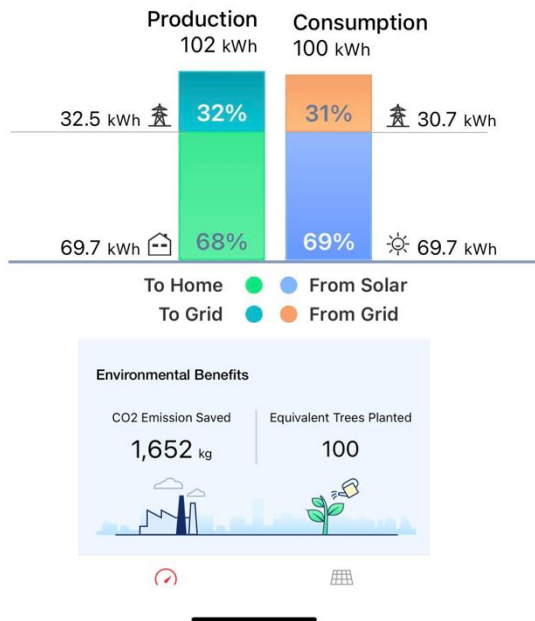 Production
102 kWh
Consumption
100 kWh
32.5 kWh
32%
31%
30.7 kWh
69.7 kWh
68%
69%
69.7 kWh
To Home
From Solar
To Grid
From Grid
Environmental Benefits
CO2 Emission Saved
Equivalent Trees Planted
1,652 kg
100